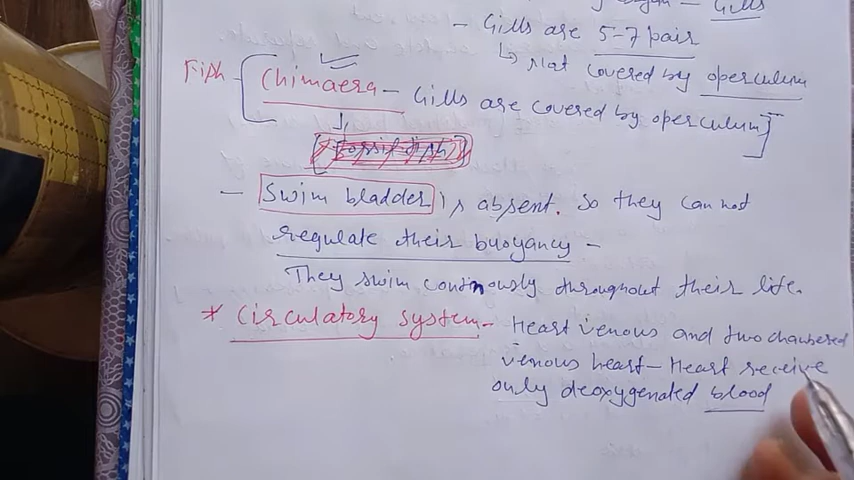 Gills
- Gills are 5-7 pair
↳ Not covered by operculum
Fish Chimaera - Gills are covered by operculum
- Swim bladder is absent. So they can not
regulate their buoyancy -
They swim continously throughout their life.
* Circulatory system - Heart venous and two chambered
venous heart - Heart receive
only deoxygenated blood